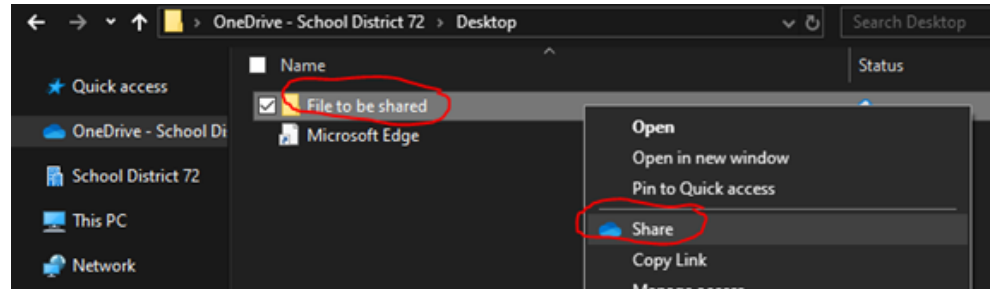 OneDrive - School District 72 > Desktop
Search Desktop
Name
Status
Quick access
File to be shared
OneDrive - School Di
Microsoft Edge
School District 72
This PC
Network
Open
Open in new window
Pin to Quick access
Share
Copy Link
Manage access